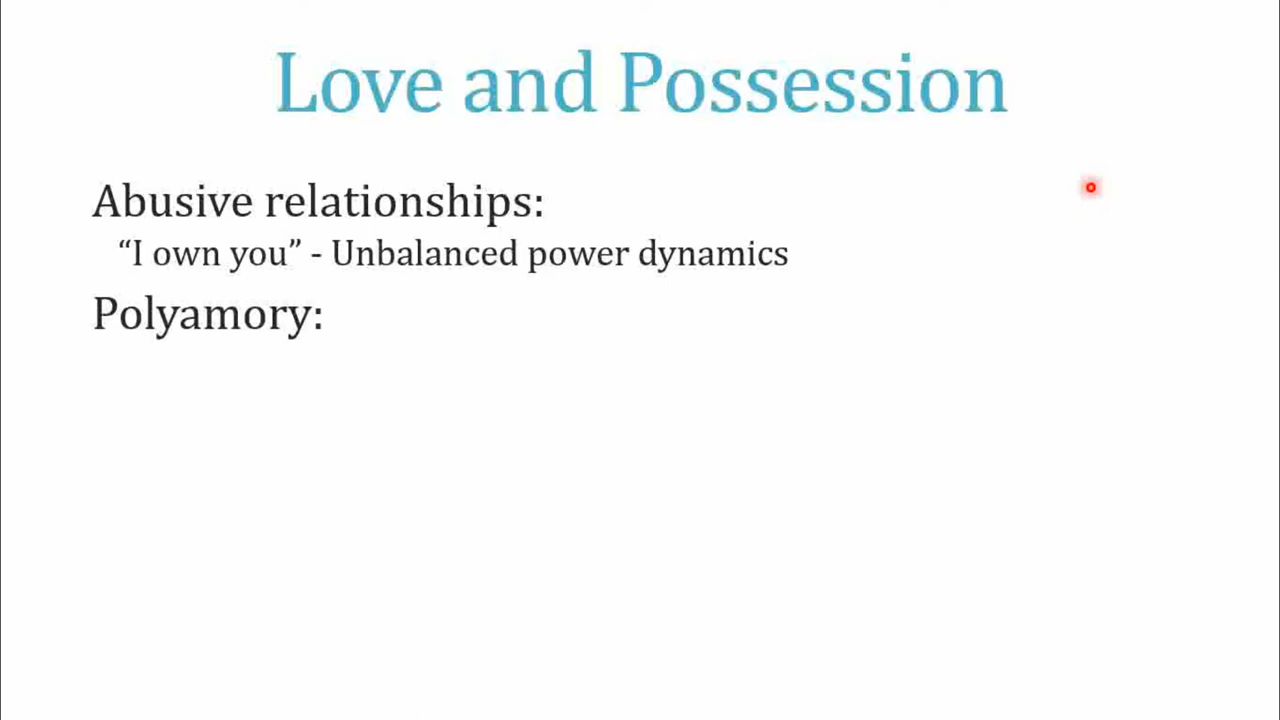 Love and Possession
Abusive relationships:
“I own you” - Unbalanced power dynamics
Polyamory: